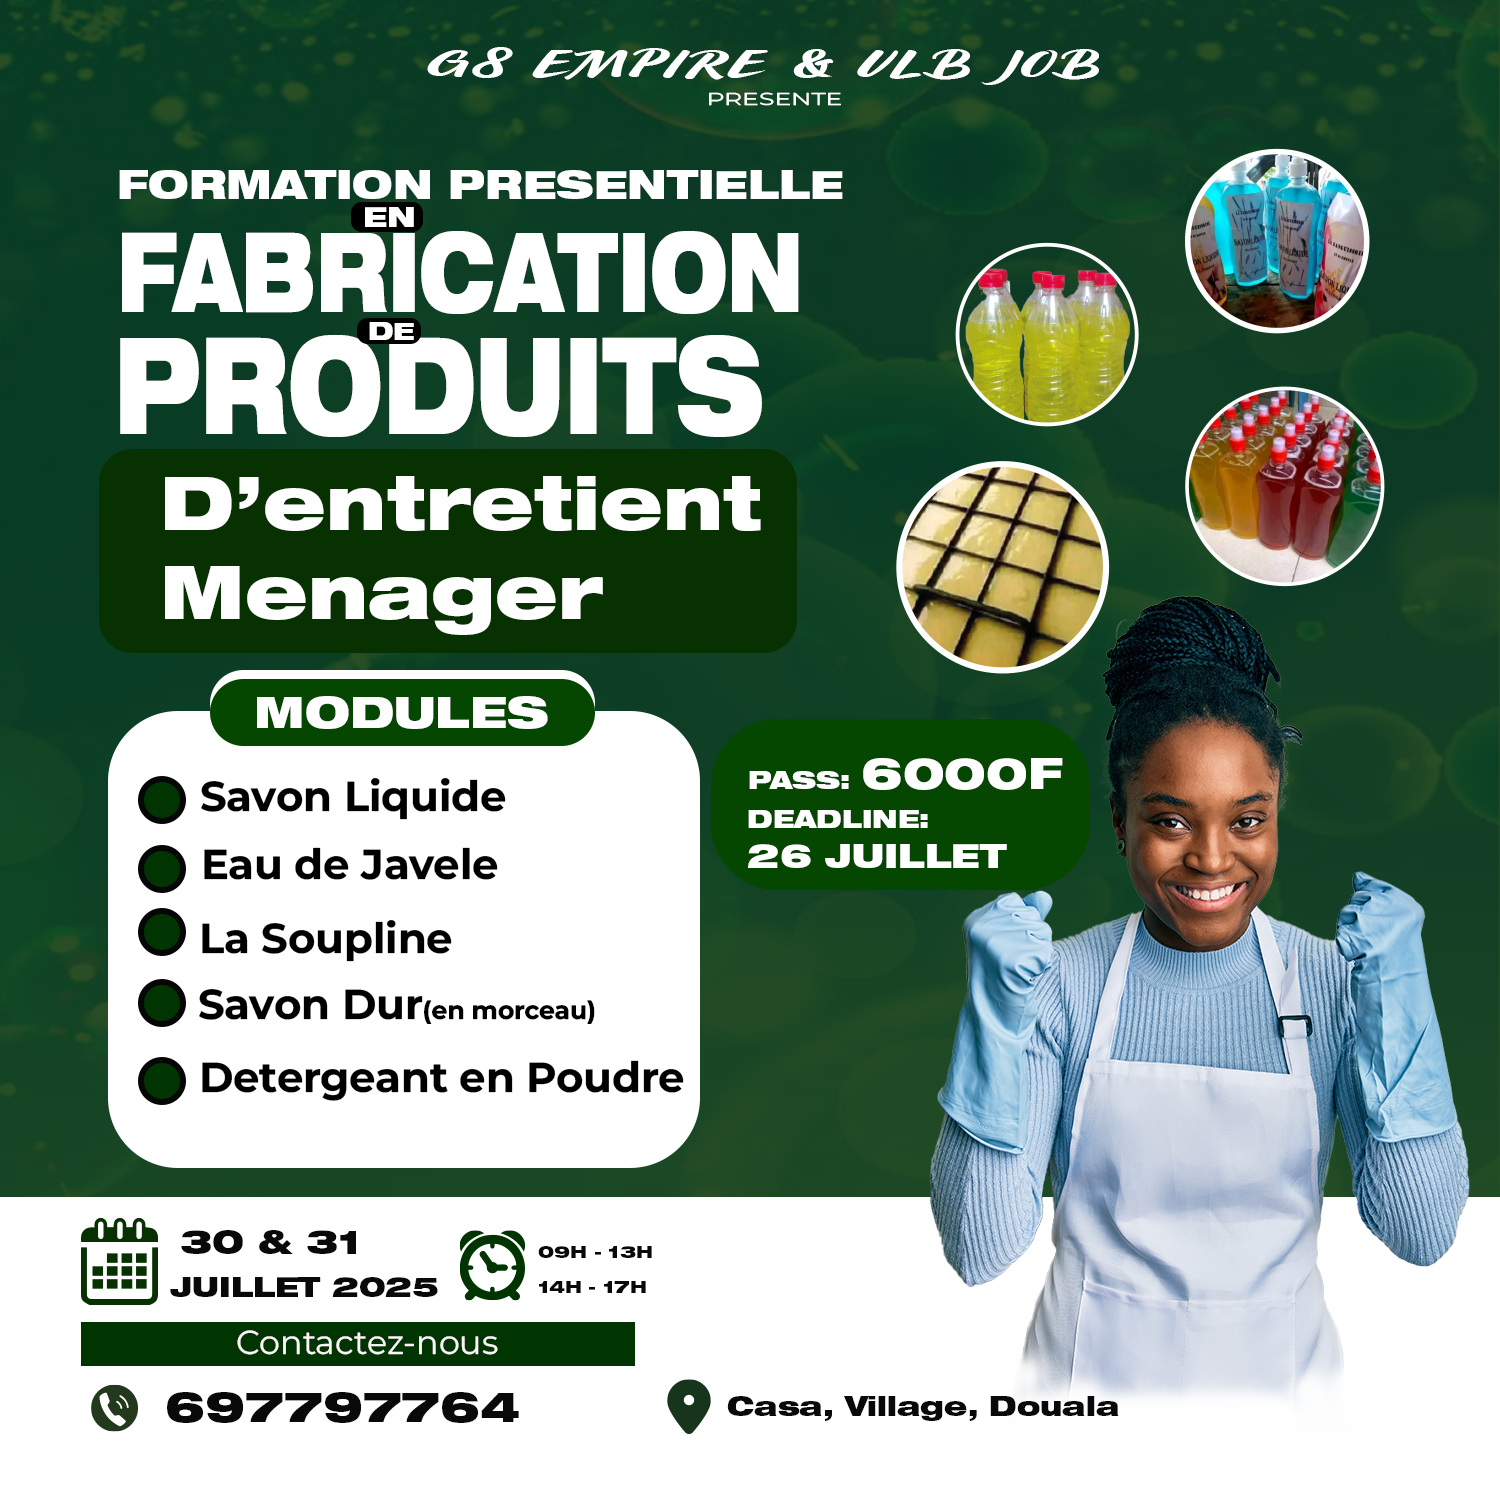 G8 EMPIRE & ULB JOB
PRESENTE
FORMATION PRESENTIELLE
EN
FABRICATION
DE
PRODUITS
D'entretient
Menager
MODULES
Savon Liquide
Eau de Javele
La Soupline
Savon Dur(en morceau)
Detergeant en Poudre
PASS: 6000F
DEADLINE:
26 JUILLET
30 & 31
JUILLET 2025
09H - 13H
14H - 17H
Contactez-nous
697797764
Casa, Village, Douala